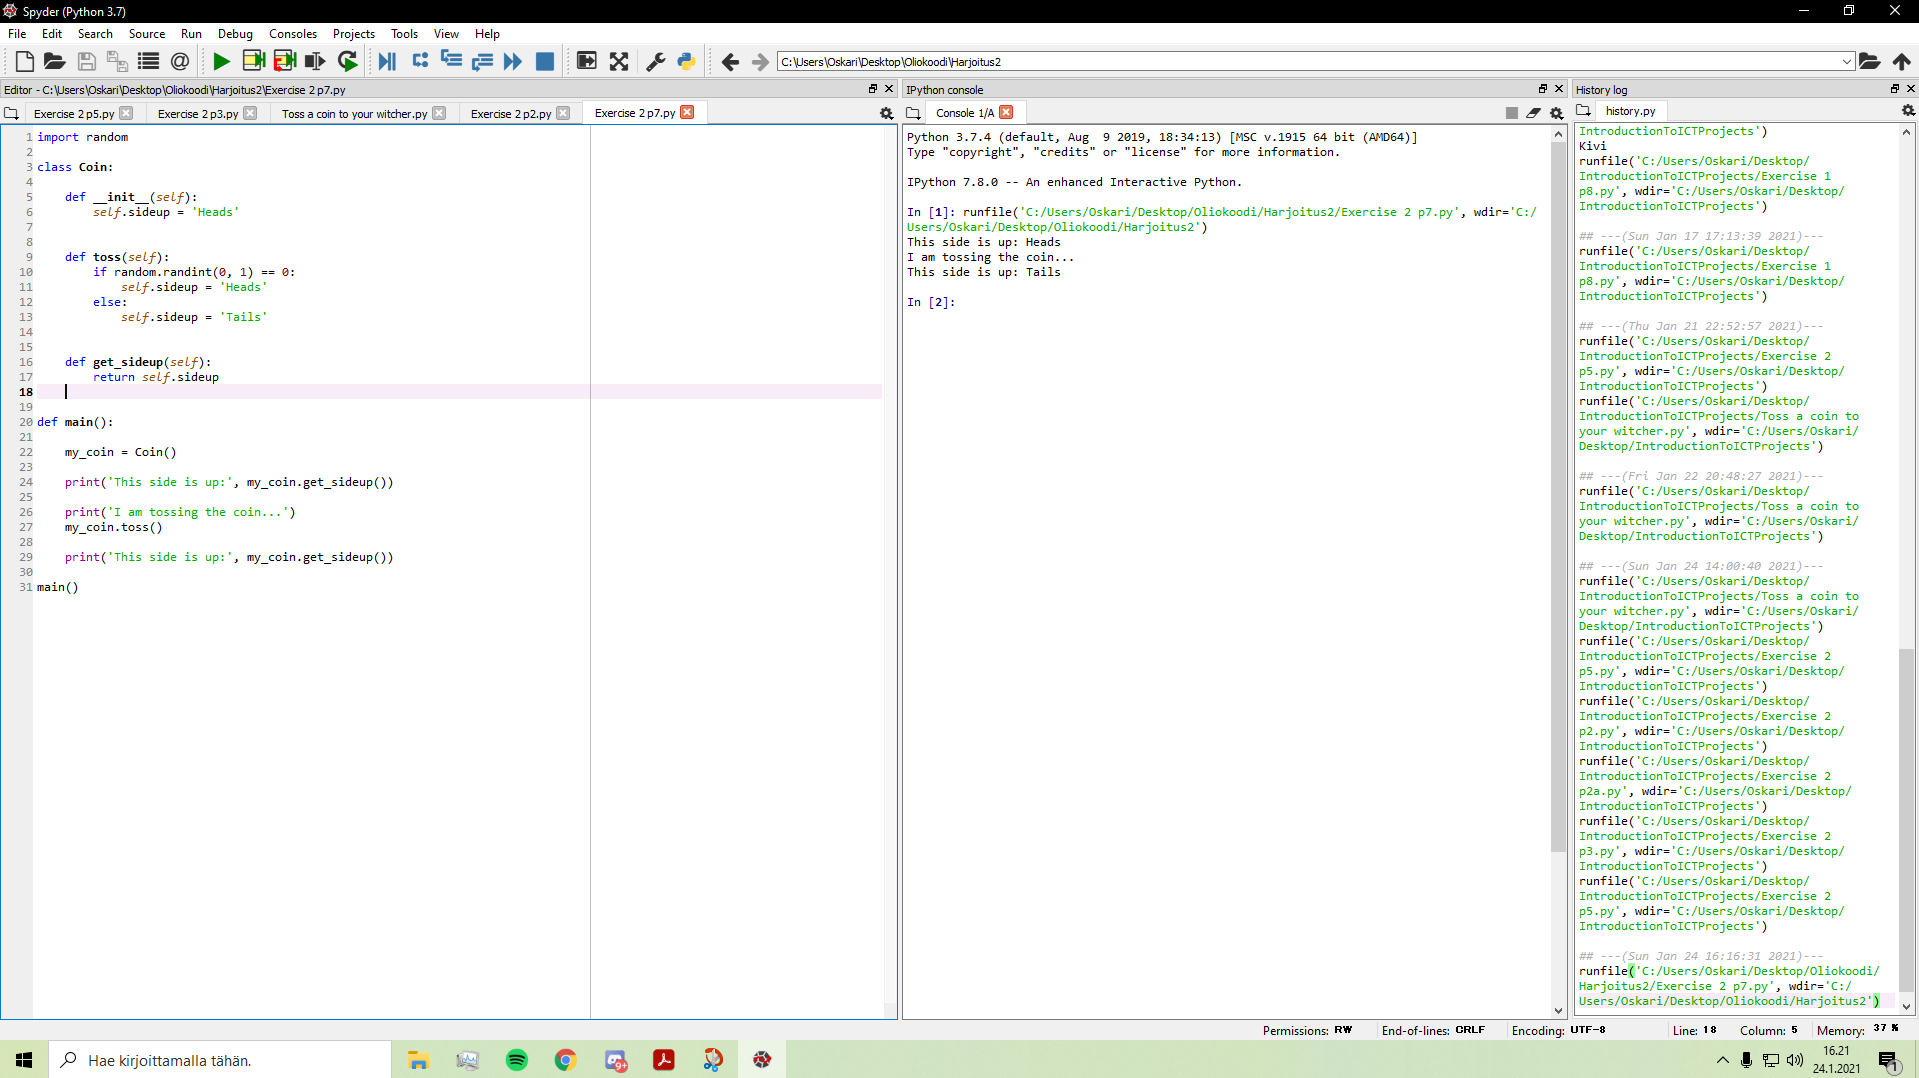 Spyder (Python 3.7)
File Edit Search Source Run Debug Consoles Projects Tools View Help
C:\Users\Oskari\Desktop\Oliokoodi\Harjoitus2
Editor - C:\Users\Oskari\Desktop\Oliokoodi\Harjoitus2\Exercise 2 p7.py
Exercise 2 p5.py Exercise 2 p3.py Toss a coin to your witcher.py Exercise 2 p2.py Exercise 2 p7.py
1 import random
2
3 class Coin:
4
5     def __init__(self):
6         self.sideup = 'Heads'
7
8
9     def toss(self):
10         if random.randint(0, 1) == 0:
11             self.sideup = 'Heads'
12         else:
13             self.sideup = 'Tails'
14
15
16     def get_sideup(self):
17         return self.sideup
18
19
20 def main():
21
22     my_coin = Coin()
23
24     print('This side is up:', my_coin.get_sideup())
25
26     print('I am tossing the coin...')
27     my_coin.toss()
28
29     print('This side is up:', my_coin.get_sideup())
30
31 main()
IPython console
Console 1/A
Python 3.7.4 (default, Aug  9 2019, 18:34:13) [MSC v.1915 64 bit (AMD64)]
Type "copyright", "credits" or "license" for more information.
IPython 7.8.0 -- An enhanced Interactive Python.
In [1]: runfile('C:/Users/Oskari/Desktop/Oliokoodi/Harjoitus2/Exercise 2 p7.py', wdir='C:/
Users/Oskari/Desktop/Oliokoodi/Harjoitus2')
This side is up: Heads
I am tossing the coin...
This side is up: Tails
In [2]:
History log
history.py
IntroductionToICTProjects')
Kivi
runfile('C:/Users/Oskari/Desktop/
IntroductionToICTProjects/Exercise 1
p8.py', wdir='C:/Users/Oskari/Desktop/
IntroductionToICTProjects')
## ---(Sun Jan 17 17:13:39 2021)---
runfile('C:/Users/Oskari/Desktop/
IntroductionToICTProjects/Exercise 1
p8.py', wdir='C:/Users/Oskari/Desktop/
IntroductionToICTProjects')
## ---(Thu Jan 21 22:52:57 2021)---
runfile('C:/Users/Oskari/Desktop/
IntroductionToICTProjects/Exercise 2
p5.py', wdir='C:/Users/Oskari/Desktop/
IntroductionToICTProjects')
runfile('C:/Users/Oskari/Desktop/
IntroductionToICTProjects/Toss a coin to
your witcher.py', wdir='C:/Users/Oskari/
Desktop/IntroductionToICTProjects')
## ---(Fri Jan 22 20:48:27 2021)---
runfile('C:/Users/Oskari/Desktop/
IntroductionToICTProjects/Toss a coin to
your witcher.py', wdir='C:/Users/Oskari/
Desktop/IntroductionToICTProjects')
## ---(Sun Jan 24 14:00:40 2021)---
runfile('C:/Users/Oskari/Desktop/
IntroductionToICTProjects/Toss a coin to
your witcher.py', wdir='C:/Users/Oskari/
Desktop/IntroductionToICTProjects')
runfile('C:/Users/Oskari/Desktop/
IntroductionToICTProjects/Exercise 2
p5.py', wdir='C:/Users/Oskari/Desktop/
IntroductionToICTProjects')
runfile('C:/Users/Oskari/Desktop/
IntroductionToICTProjects/Exercise 2
p2.py', wdir='C:/Users/Oskari/Desktop/
IntroductionToICTProjects')
runfile('C:/Users/Oskari/Desktop/
IntroductionToICTProjects/Exercise 2
p2a.py', wdir='C:/Users/Oskari/Desktop/
IntroductionToICTProjects')
runfile('C:/Users/Oskari/Desktop/
IntroductionToICTProjects/Exercise 2
p3.py', wdir='C:/Users/Oskari/Desktop/
IntroductionToICTProjects')
runfile('C:/Users/Oskari/Desktop/
IntroductionToICTProjects/Exercise 2
p5.py', wdir='C:/Users/Oskari/Desktop/
IntroductionToICTProjects')
## ---(Sun Jan 24 16:16:31 2021)---
runfile('C:/Users/Oskari/Desktop/Oliokoodi/
Harjoitus2/Exercise 2 p7.py', wdir='C:/
Users/Oskari/Desktop/Oliokoodi/Harjoitus2')
Permissions: RW End-of-lines: CRLF Encoding: UTF-8 Line: 18 Column: 5 Memory: 37 %
Hae kirjoittamalla tähän.
9+
16.21
24.1.2021
1